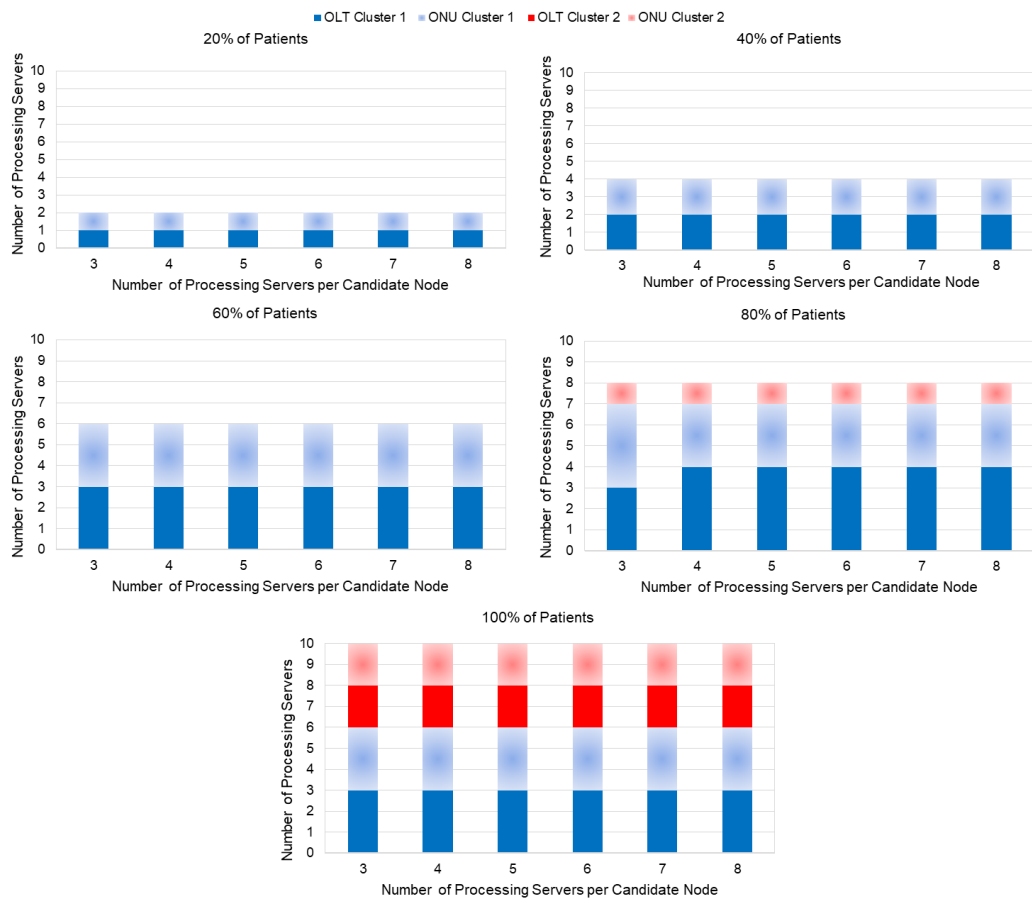 OLT Cluster 1 ONU Cluster 1 OLT Cluster 2 ONU Cluster 2
20% of Patients
Number of Processing Servers
10
9
8
7
6
5
4
3
2
1
0
3 4 5 6 7 8
Number of Processing Servers per Candidate Node
40% of Patients
Number of Processing Servers
10
9
8
7
6
5
4
3
2
1
0
3 4 5 6 7 8
Number of Processing Servers per Candidate Node
60% of Patients
Number of Processing Servers
10
9
8
7
6
5
4
3
2
1
0
3 4 5 6 7 8
Number of Processing Servers per Candidate Node
80% of Patients
Number of Processing Servers
10
9
8
7
6
5
4
3
2
1
0
3 4 5 6 7 8
Number of Processing Servers per Candidate Node
100% of Patients
Number of Processing Servers
10
9
8
7
6
5
4
3
2
1
0
3 4 5 6 7 8
Number of Processing Servers per Candidate Node